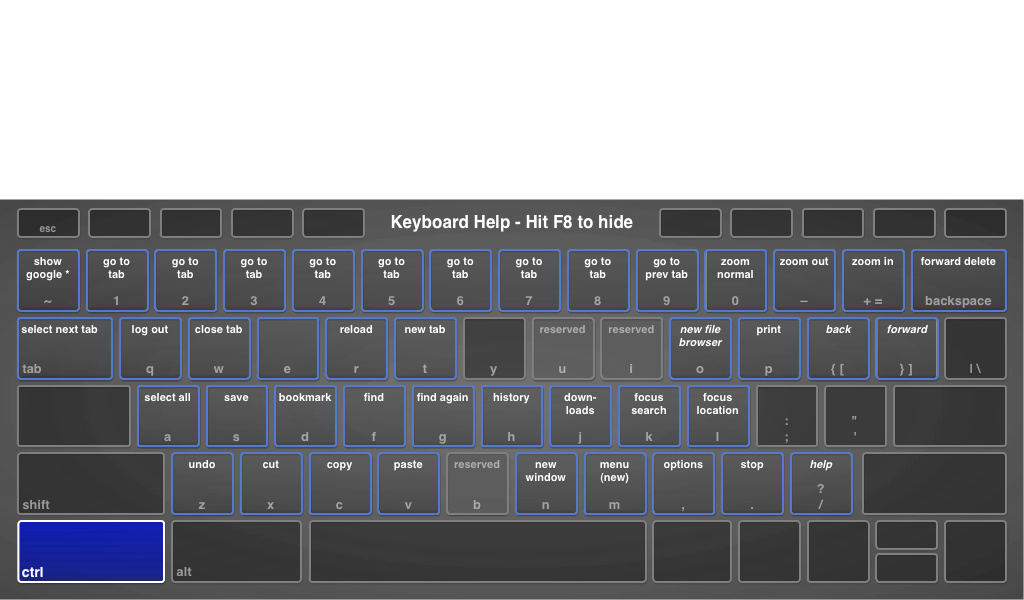 esc
Keyboard Help - Hit F8 to hide
show google *
~
go to tab
1
go to tab
2
go to tab
3
go to tab
4
go to tab
5
go to tab
6
go to tab
7
go to tab
8
go to prev tab
9
zoom normal
0
zoom out
–
zoom in
+ =
forward delete
backspace
select next tab
tab
log out
q
close tab
w
e
reload
r
new tab
t
y
reserved
u
reserved
i
new file browser
o
print
p
back
{ [
forward
} ]
| \
select all
a
save
s
bookmark
d
find
f
find again
g
history
h
down-
loads
j
focus search
k
focus location
l
:
;
"
'
shift
undo
z
cut
x
copy
c
paste
v
reserved
b
new window
n
menu (new)
m
options
,
stop
.
help
?
/
ctrl
alt